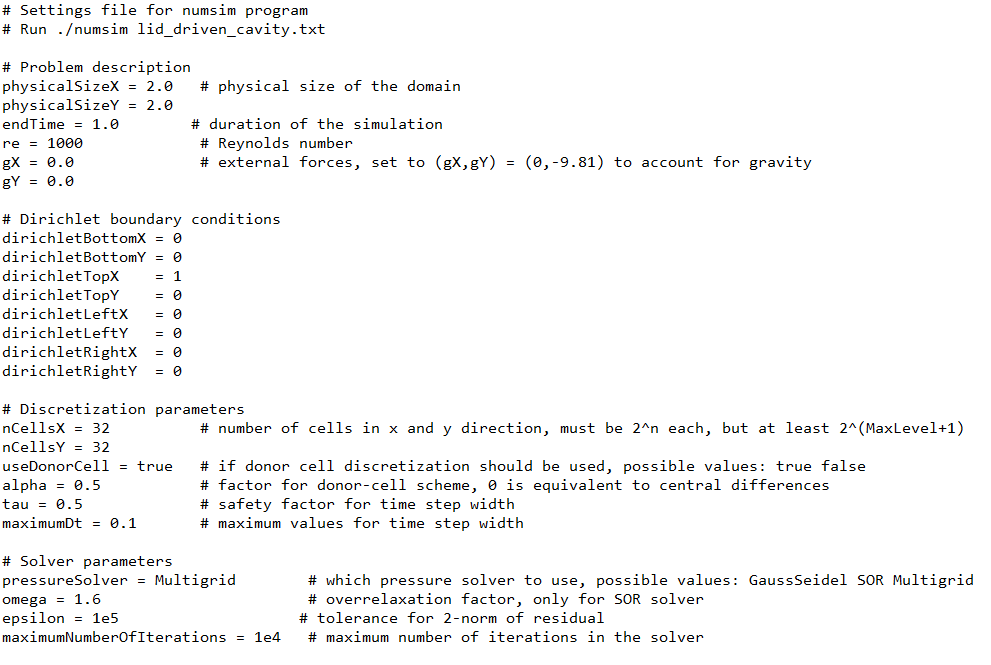 # Settings file for numsim program
# Run ./numsim lid_driven_cavity.txt

# Problem description
physicalSizeX = 2.0   # physical size of the domain
physicalSizeY = 2.0
endTime = 1.0        # duration of the simulation
re = 1000             # Reynolds number
gX = 0.0              # external forces, set to (gX,gY) = (0,-9.81) to account for gravity
gY = 0.0

# Dirichlet boundary conditions
dirichletBottomX = 0
dirichletBottomY = 0
dirichletTopX    = 1
dirichletTopY    = 0
dirichletLeftX   = 0
dirichletLeftY   = 0
dirichletRightX  = 0
dirichletRightY  = 0

# Discretization parameters
nCellsX = 32          # number of cells in x and y direction, must be 2^n each, but at least 2^(MaxLevel+1)
nCellsY = 32
useDonorCell = true   # if donor cell discretization should be used, possible values: true false
alpha = 0.5           # factor for donor-cell scheme, 0 is equivalent to central differences
tau = 0.5             # safety factor for time step width
maximumDt = 0.1       # maximum values for time step width

# Solver parameters
pressureSolver = Multigrid        # which pressure solver to use, possible values: GaussSeidel SOR Multigrid
omega = 1.6                       # overrelaxation factor, only for SOR solver
epsilon = 1e5                    # tolerance for 2-norm of residual
maximumNumberOfIterations = 1e4   # maximum number of iterations in the solver